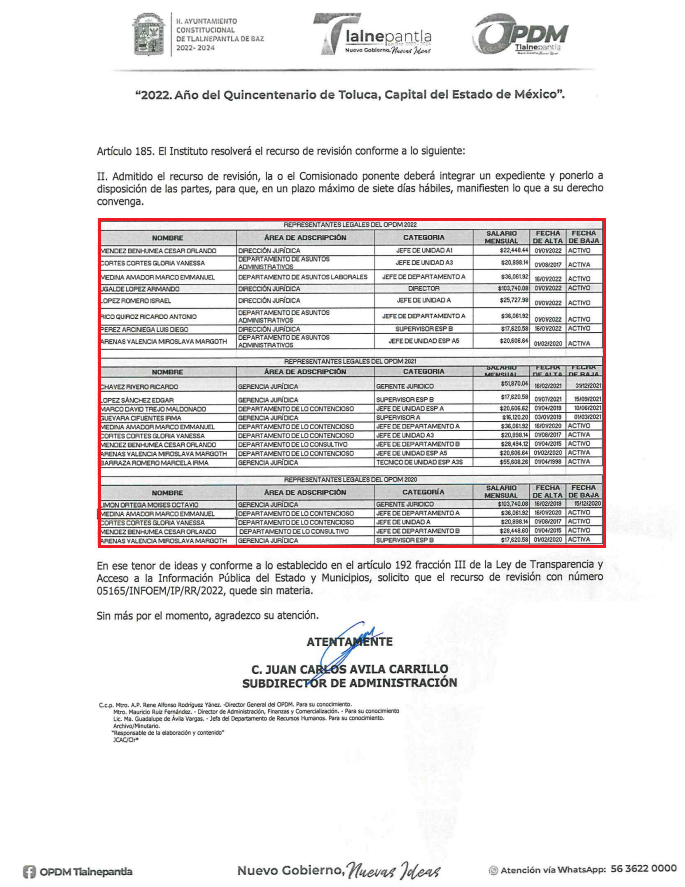 H. AYUNTAMIENTO
CONSTITUCIONAL
DE TLALNEPANTLA DE BAZ
2022- 2024
Tlalnepantla
Nuevo Gobierno, Nuevas Ideas
OPDM
Tlalnepantla
"2022. Año del Quincentenario de Toluca, Capital del Estado de México".
Artículo 185. El Instituto resolverá el recurso de revisión conforme a lo siguiente:
II. Admitido el recurso de revisión, la o el Comisionado ponente deberá integrar un expediente y ponerlo a
disposición de las partes, para que, en un plazo máximo de siete días hábiles, manifiesten lo que a su derecho
convenga.
REPRESENTANTES LEGALES DEL OPDM 2022
NOMBRE ÁREA DE ADSCRIPCIÓN CATEGORIA SALARIO MENSUAL FECHA DE ALTA FECHA DE BAJA
MENDEZ BENHUMEA CESAR ORLANDO DIRECCIÓN JURÍDICA JEFE DE UNIDAD A1 $22,448.44 01/01/2022 ACTIVO
CORTES CORTES GLORIA VANESSA DEPARTAMENTO DE ASUNTOS ADMINISTRATIVOS JEFE DE UNIDAD A3 $20,898.14 01/08/2017 ACTIVO
MEDINA AMADOR MARCO EMMANUEL DEPARTAMENTO DE ASUNTOS LABORALES JEFE DE DEPARTAMENTO A $36,061.92 16/01/2022 ACTIVO
UGALDE LOPEZ ARMANDO DIRECCIÓN JURÍDICA DIRECTOR $103,740.08 01/01/2022 ACTIVO
LOPEZ ROMERO ISRAEL DIRECCIÓN JURÍDICA JEFE DE UNIDAD A $25,727.98 01/01/2022 ACTIVO
RICO QUIROZ RICARDO ANTONIO DEPARTAMENTO DE ASUNTOS ADMINISTRATIVOS JEFE DE DEPARTAMENTO A $36,061.92 01/01/2022 ACTIVO
PEREZ ARCINIEGA LUIS DIEGO DIRECCIÓN JURÍDICA SUPERVISOR ESP B $17,620.58 16/01/2022 ACTIVO
ARENAS VALENCIA MIROSLAVA MARGOTH DEPARTAMENTO DE ASUNTOS ADMINISTRATIVOS JEFE DE UNIDAD ESP A5 $20,606.64 01/02/2020 ACTIVO
REPRESENTANTES LEGALES DEL OPDM 2021
NOMBRE ÁREA DE ADSCRIPCIÓN CATEGORIA SALARIO MENSUAL FECHA DE ALTA FECHA DE BAJA
CHAVEZ RIVERO RICARDO GERENCIA JURÍDICA GERENTE JURIDICO $51,870.04 16/02/2021 31/12/2021
LOPEZ SÁNCHEZ EDGAR GERENCIA JURÍDICA SUPERVISOR ESP B $17,620.58 01/07/2021 15/09/2021
MARCO DAVID TREJO MALDONADO DEPARTAMENTO DE LO CONTENCIOSO JEFE DE UNIDAD ESP A $20,606.62 01/04/2019 10/06/2021
GUEVARA CIFUENTES IRMA GERENCIA JURÍDICA SUPERVISOR A $16,120.20 03/01/2019 01/03/2021
MEDINA AMADOR MARCO EMMANUEL DEPARTAMENTO DE LO CONTENCIOSO JEFE DE DEPARTAMENTO A $36,061.92 16/01/2020 ACTIVO
CORTES CORTES GLORIA VANESSA DEPARTAMENTO DE LO CONTENCIOSO JEFE DE UNIDAD A3 $20,898.14 01/08/2017 ACTIVA
MENDEZ BENHUMEA CESAR ORLANDO DEPARTAMENTO DE LO CONSULTIVO JEFE DE DEPARTAMENTO B $28,494.12 01/04/2015 ACTIVO
ARENAS VALENCIA MIROSLAVA MARGOTH DEPARTAMENTO DE LO CONTENCIOSO JEFE DE UNIDAD ESP A5 $20,606.64 01/02/2020 ACTIVA
BARRAZA ROMERO MARCELA IRMA GERENCIA JURÍDICA TECNICO DE UNIDAD ESP A3S $55,608.26 01/04/1998 ACTIVA
REPRESENTANTES LEGALES DEL OPDM 2020
NOMBRE ÁREA DE ADSCRIPCIÓN CATEGORÍA SALARIO MENSUAL FECHA DE ALTA FECHA DE BAJA
LIMON ORTEGA MOISES OCTAVIO GERENCIA JURÍDICA GERENTE JURIDICO $103,740.08 16/02/2019 15/12/2020
MEDINA AMADOR MARCO EMMANUEL DEPARTAMENTO DE LO CONTENCIOSO JEFE DE DEPARTAMENTO A $36,061.92 16/01/2020 ACTIVO
CORTES CORTES GLORIA VANESSA DEPARTAMENTO DE LO CONTENCIOSO JEFE DE UNIDAD A $20,898.14 01/08/2017 ACTIVO
MENDEZ BENHUMEA CESAR ORLANDO DEPARTAMENTO DE LO CONSULTIVO JEFE DE DEPARTAMENTO B $28,448.60 01/04/2015 ACTIVO
ARENAS VALENCIA MIROSLAVA MARGOTH GERENCIA JURÍDICA SUPERVISOR ESP B $17,620.58 01/02/2020 ACTIVO
En ese tenor de ideas y conforme a lo establecido en el artículo 192 fracción III de la Ley de Transparencia y
Acceso a la Información Pública del Estado y Municipios, solicito que el recurso de revisión con número
05165/INFOEM/IP/RR/2022, quede sin materia.
Sin más por el momento, agradezco su atención.
ATENTAMENTE
C. JUAN CARLOS AVILA CARRILLO
SUBDIRECTOR DE ADMINISTRACIÓN
C.c.p. Mtro. A.P. Rene Alfonso Rodríguez Yánez. -Director General del OPDM. Para su conocimiento.
Mtro. Mauricio Ruiz Fernández. - Director de Administración, Finanzas y Comercialización. - Para su conocimiento
Lic. Ma. Guadalupe de Ávila Vargas. - Jefa del Departamento de Recursos Humanos. Para su conocimiento.
Archivo/Minutario.
"Responsable de la elaboración y contenido"
JCAC/Cr*
OPDM Tlalnepantla
Nuevo Gobierno, Nuevas Ideas
Atención vía WhatsApp: 56 3622 0000